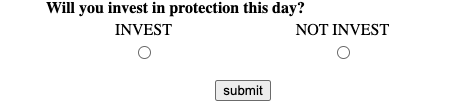 Will you invest in protection this day?
INVEST NOT INVEST
submit